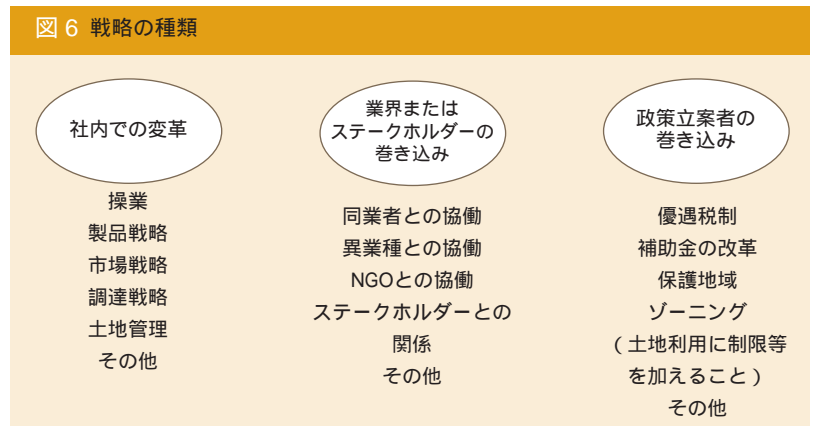 図 6 戦略の種類
社内での変革
操業
製品戦略
市場戦略
調達戦略
土地管理
その他
業界または
ステークホルダーの
巻き込み
同業者との協働
異業種との協働
NGOとの協働
ステークホルダーとの
関係
その他
政策立案者の
巻き込み
優遇税制
補助金の改革
保護地域
ゾーニング
(土地利用に制限等
を加えること)
その他